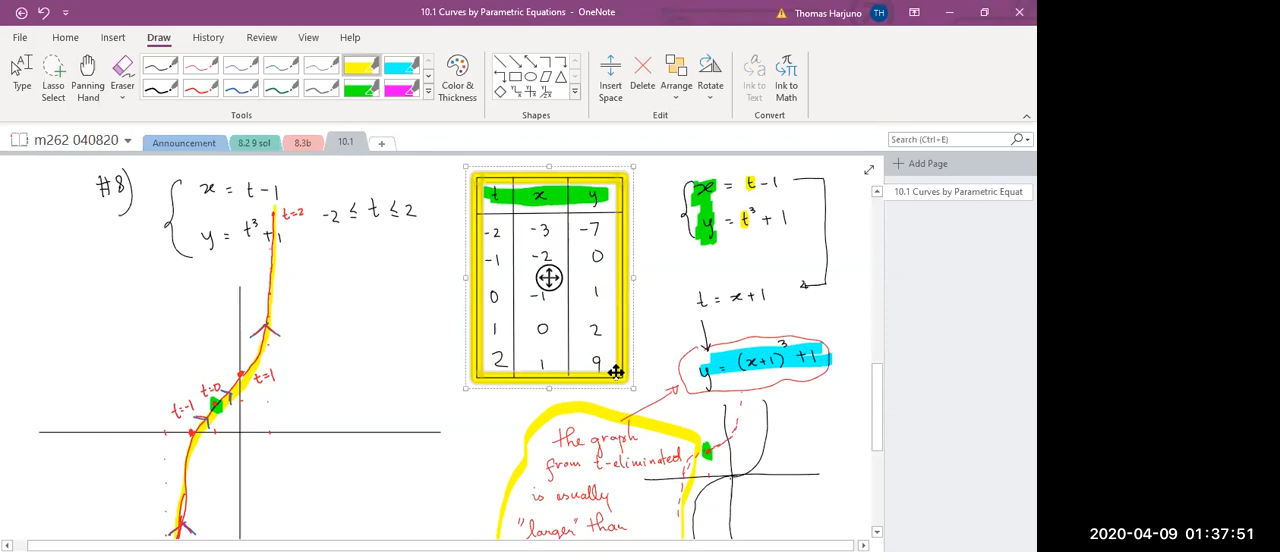 10.1 Curves by Parametric Equations - OneNote
Thomas Harjuno
TH
File Home Insert Draw History Review View Help
Type
Lasso Select
Panning Hand
Eraser
Color & Thickness
Insert Space
Delete
Arrange
Rotate
Ink to Text
Ink to Math
Tools
Shapes
Edit
Convert
m262 040820
Announcement
8.2 9 sol
8.3b
10.1
Search (Ctrl+E)
Add Page
10.1 Curves by Parametric Equat
#8)
x = t - 1
y = t³ + 1
-2 ≤ t ≤ 2
t=2
t=1
t=0
t=-1
t x y
-2 -3 -7
-1 -2 0
0 -1 1
1 0 2
2 1 9
x = t - 1
y = t³ + 1
t = x+1
y = (x+1)³ + 1
the graph
from t-eliminated
is usually
"larger" than
2020-04-09 01:37:51